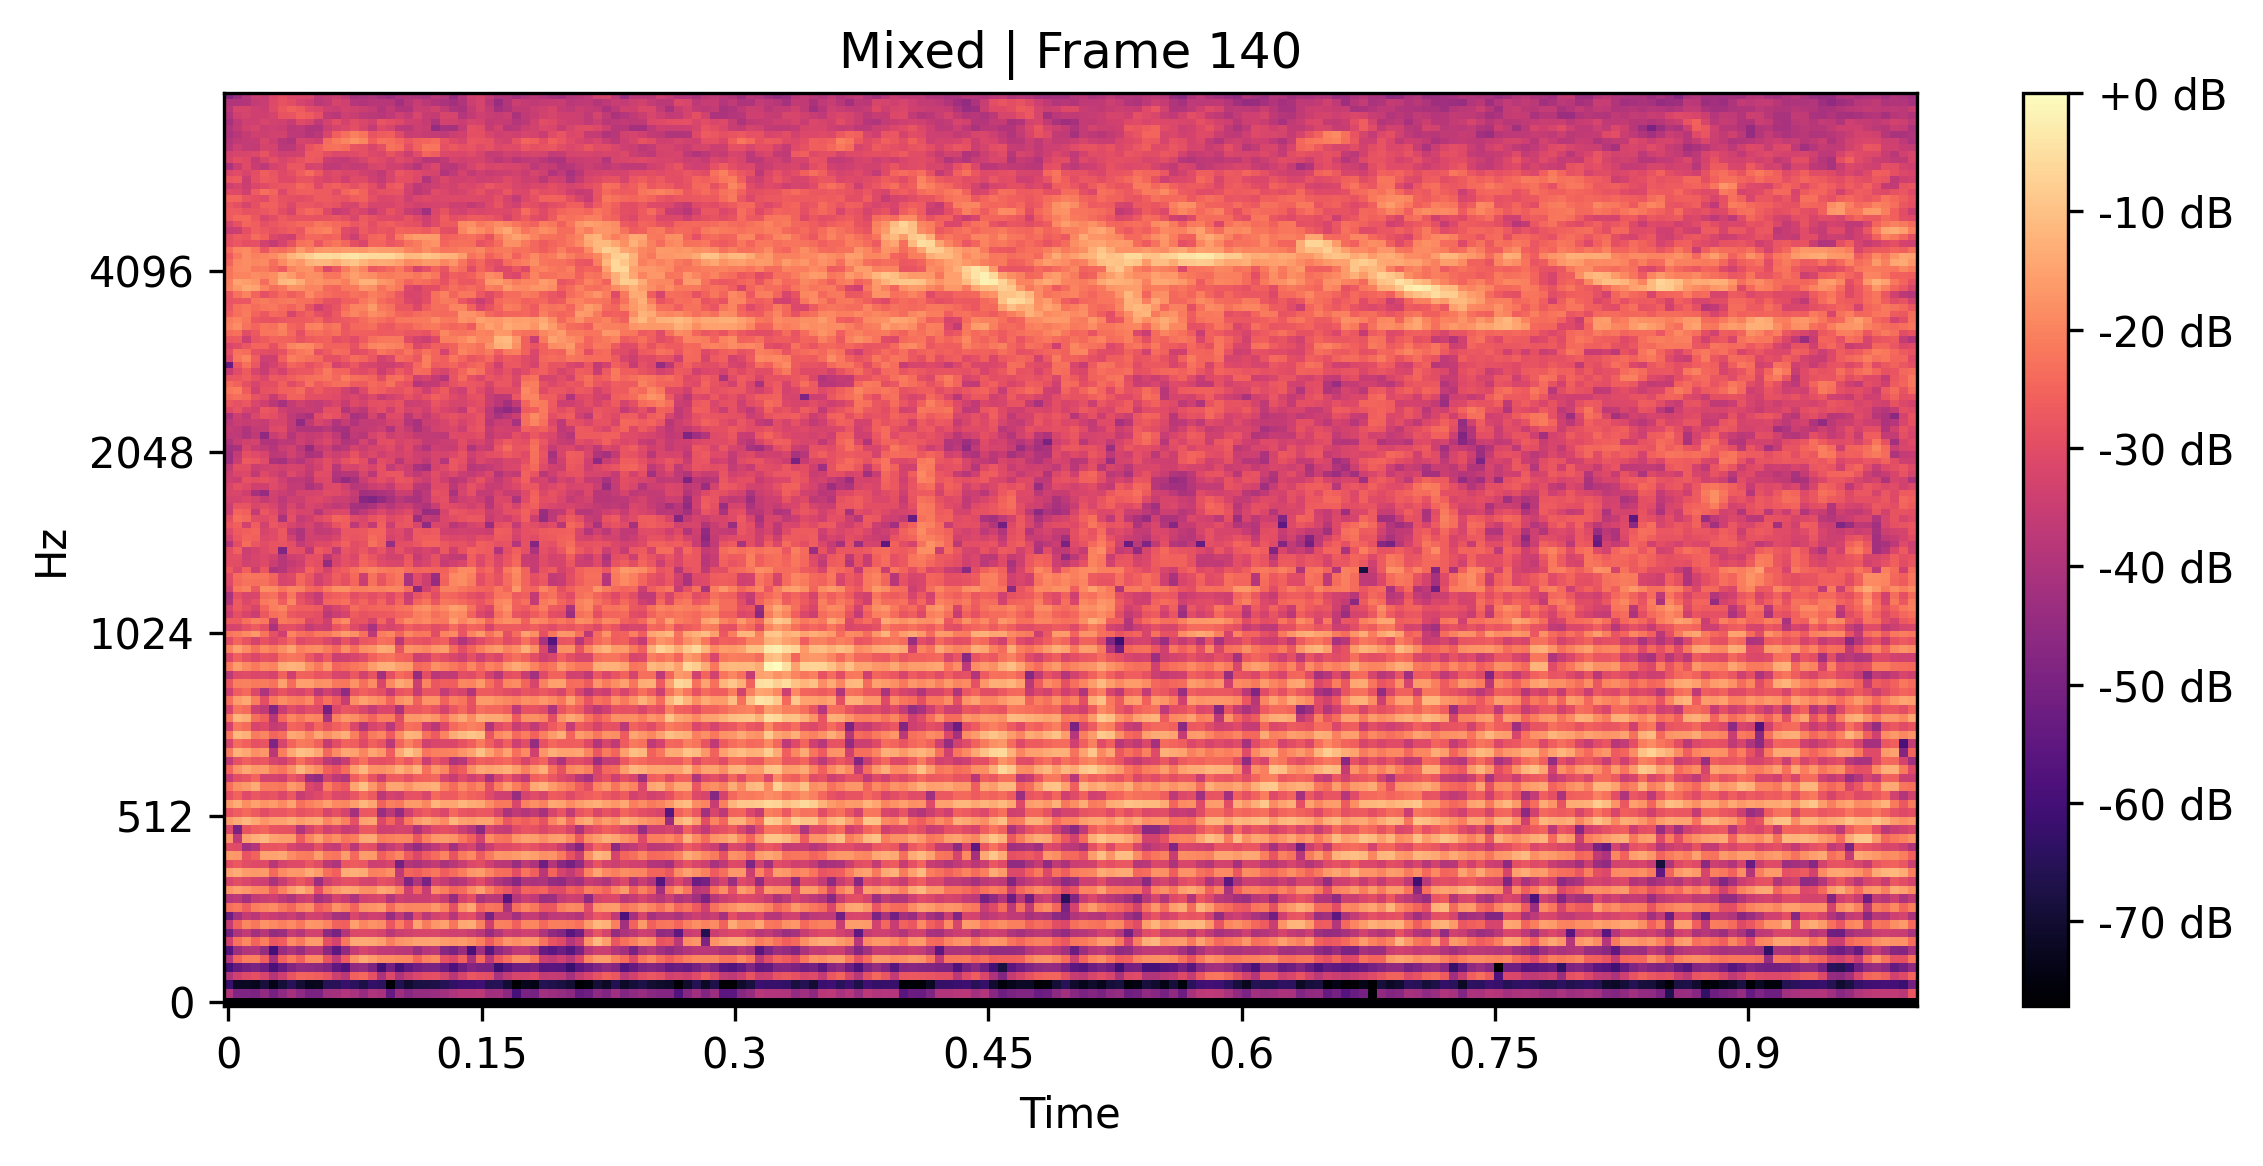 Mixed | Frame 140
+0 dB
-10 dB
4096
-20 dB
2048
-30 dB
Hz
-40 dB
1024
-50 dB
512
-60 dB
-70 dB
0
0 0.15 0.3 0.45 0.6 0.75 0.9
Time